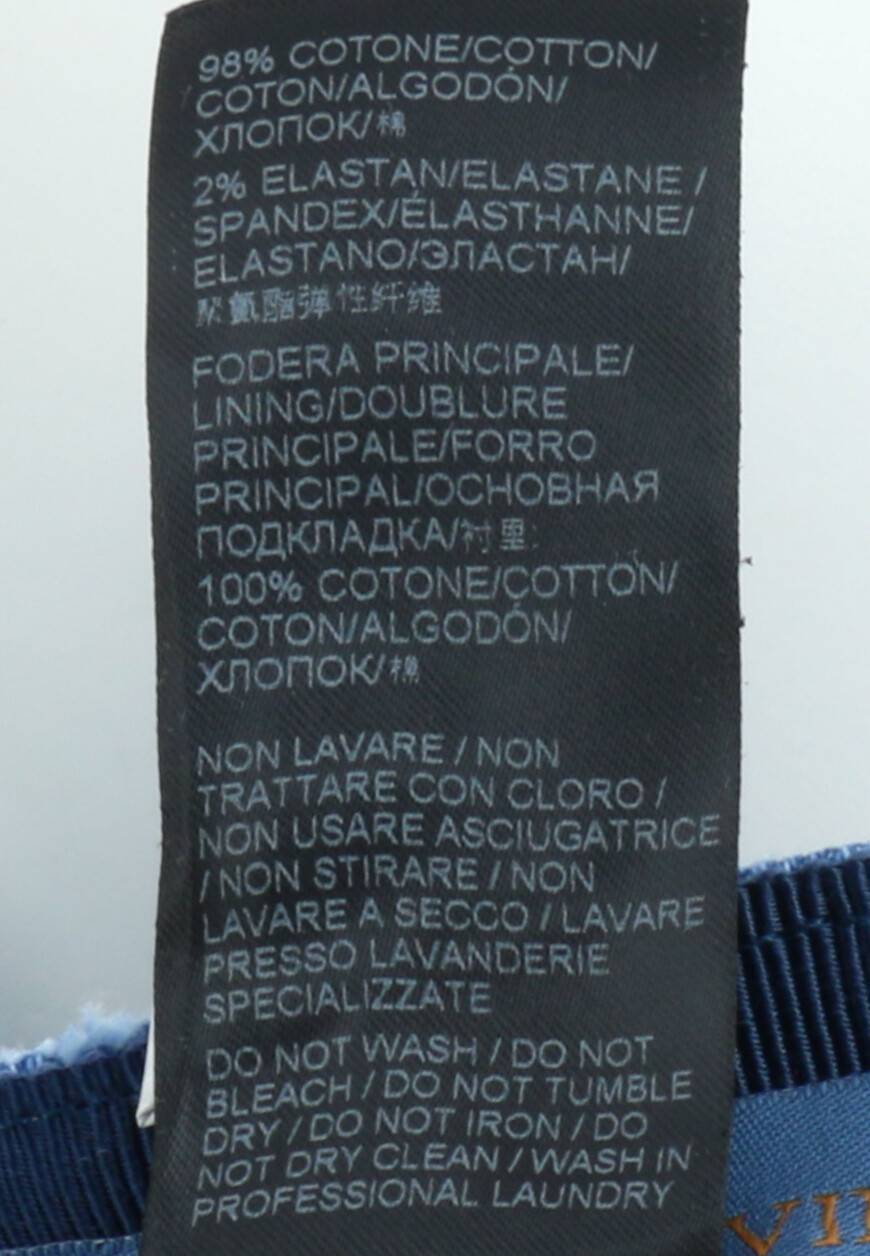 98% COTONE/COTTON/
COTON/ALGODÓN/
ХЛОПОК/棉
2% ELASTAN/ELASTANE /
SPANDEX/ÉLASTHANNE/
ELASTANO/ЭЛАСТАН/
聚氨酯弹性纤维
FODERA PRINCIPALE/
LINING/DOUBLURE
PRINCIPALE/FORRO
PRINCIPAL/ОСНОВНАЯ
ПОДКЛАДКА/衬里:
100% COTONE/COTTON/
COTON/ALGODÓN/
ХЛОПОК/棉
NON LAVARE / NON
TRATTARE CON CLORO /
NON USARE ASCIUGATRICE
/ NON STIRARE / NON
LAVARE A SECCO / LAVARE
PRESSO LAVANDERIE
SPECIALIZZATE
DO NOT WASH / DO NOT
BLEACH / DO NOT TUMBLE
DRY / DO NOT IRON / DO
NOT DRY CLEAN / WASH IN
PROFESSIONAL LAUNDRY